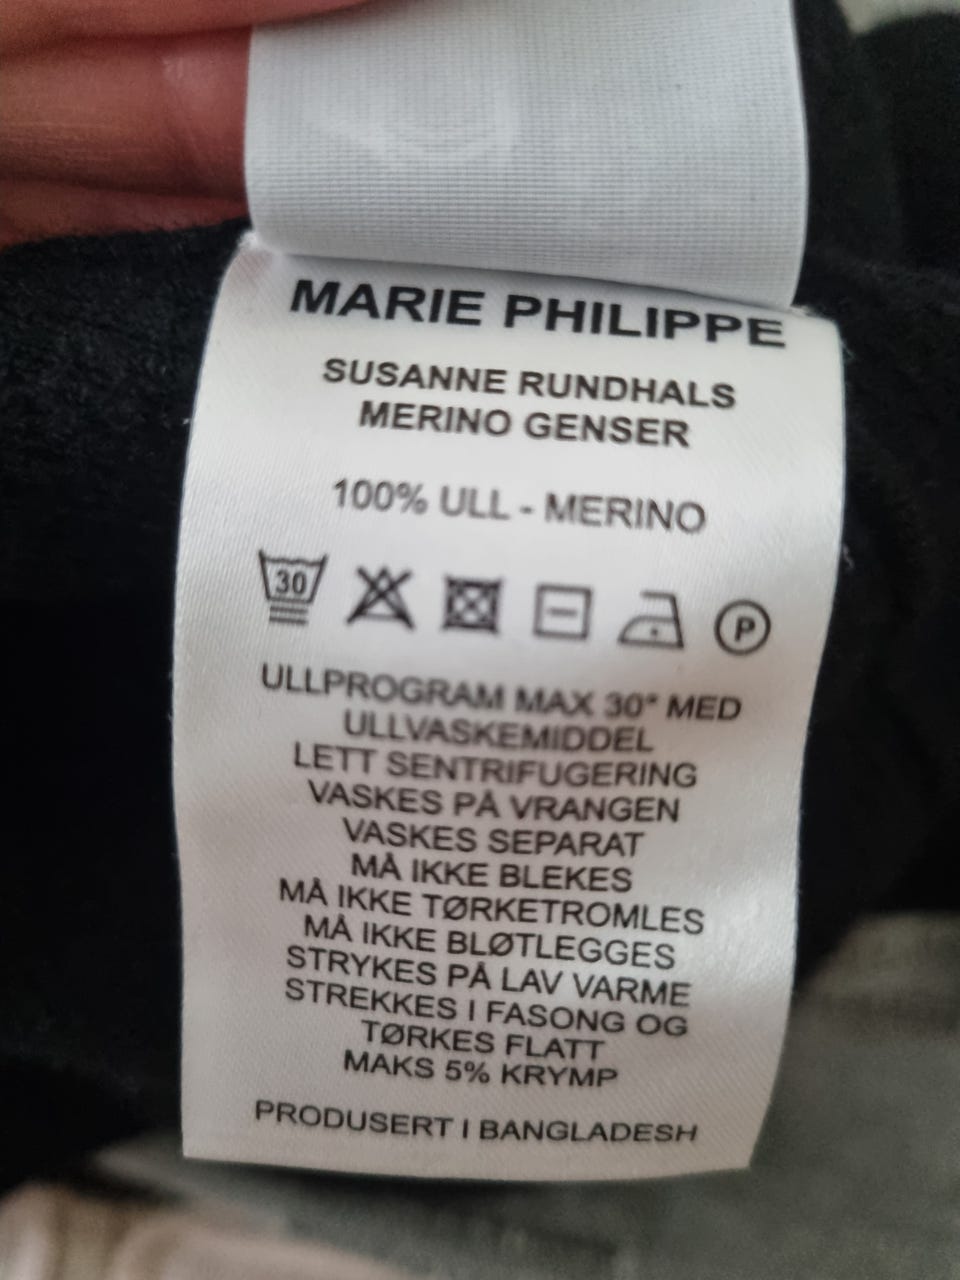 MARIE PHILIPPE
SUSANNE RUNDHALS
MERINO GENSER
100% ULL - MERINO
30 P
ULLPROGRAM MAX 30° MED
ULLVASKEMIDDEL
LETT SENTRIFUGERING
VASKES PÅ VRANGEN
VASKES SEPARAT
MÅ IKKE BLEKES
MÅ IKKE TØRKETROMLES
MÅ IKKE BLØTLEGGES
STRYKES PÅ LAV VARME
STREKKES I FASONG OG
TØRKES FLATT
MAKS 5% KRYMP
PRODUSERT I BANGLADESH